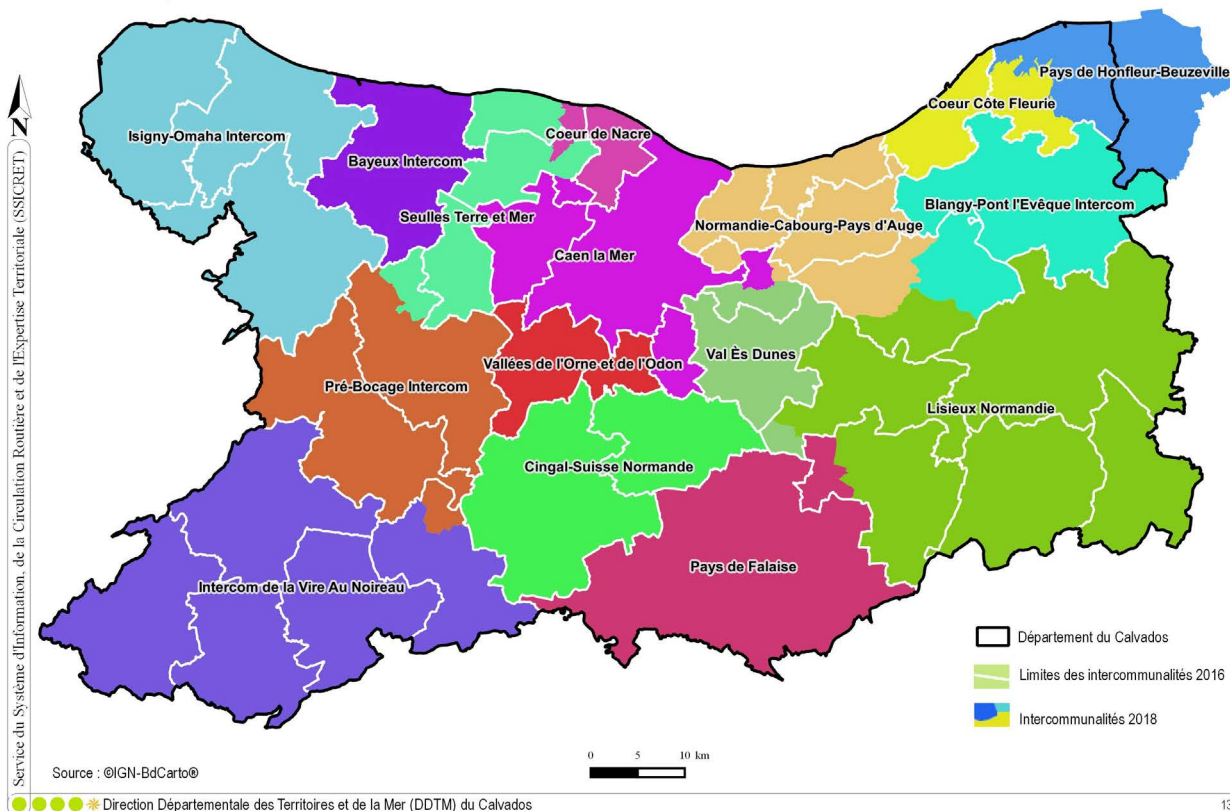 Service du Système d'Information, de la Circulation Routière et de l'Expertise Territoriale (SSICRET)
N
Pays de Honfleur-Beuzeville
Coeur Côte Fleurie
Isigny-Omaha Intercom
Coeur de Nacre
Bayeux Intercom
Blangy-Pont l'Evêque Intercom
Seulles Terre et Mer
Normandie-Cabourg-Pays d'Auge
Caen la Mer
Val Ès Dunes
Vallées de l'Orne et de l'Odon
Pré-Bocage Intercom
Lisieux Normandie
Cingal-Suisse Normande
Pays de Falaise
Intercom de la Vire Au Noireau
Département du Calvados
Limites des intercommunalités 2016
Intercommunalités 2018
0 5 10 km
Source : ©IGN-BdCarto®
Direction Départementale des Territoires et de la Mer (DDTM) du Calvados
13